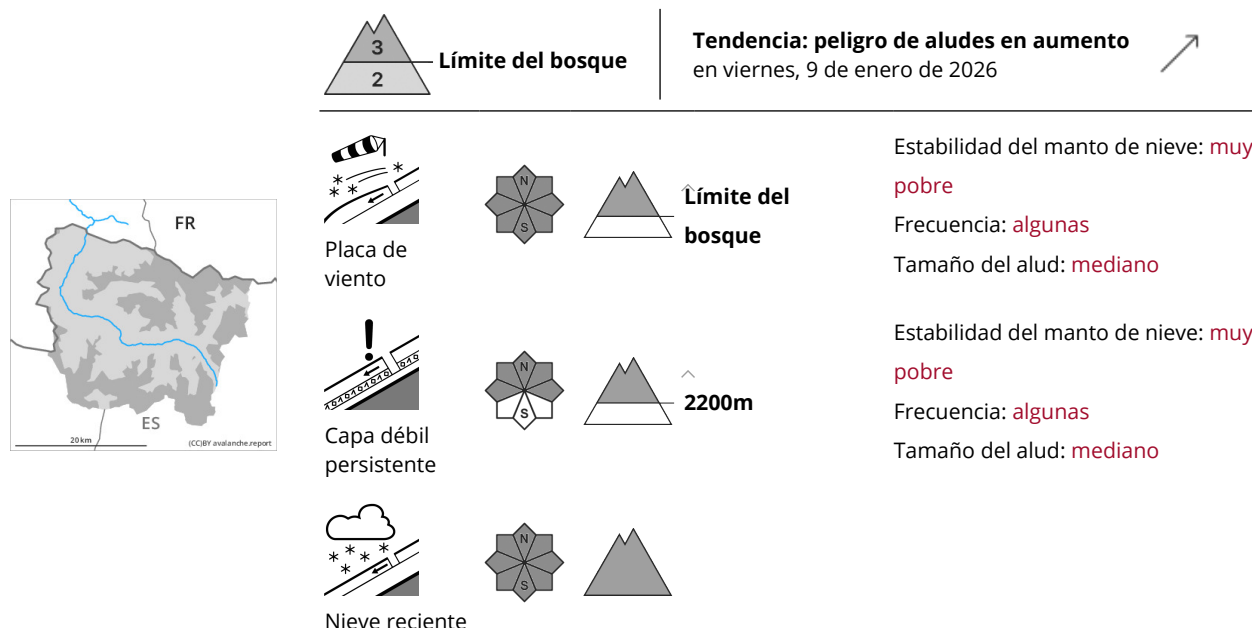 3
2
Límite del bosque
Tendencia: peligro de aludes en aumento
en viernes, 9 de enero de 2026
FR
ES
20 km
(CC)BY avalanche.report
N
S
Placa de
viento
Límite del
bosque
Estabilidad del manto de nieve: muy
pobre
Frecuencia: algunas
Tamaño del alud: mediano
N
S
Capa débil
persistente
2200m
Estabilidad del manto de nieve: muy
pobre
Frecuencia: algunas
Tamaño del alud: mediano
N
S
Nieve reciente